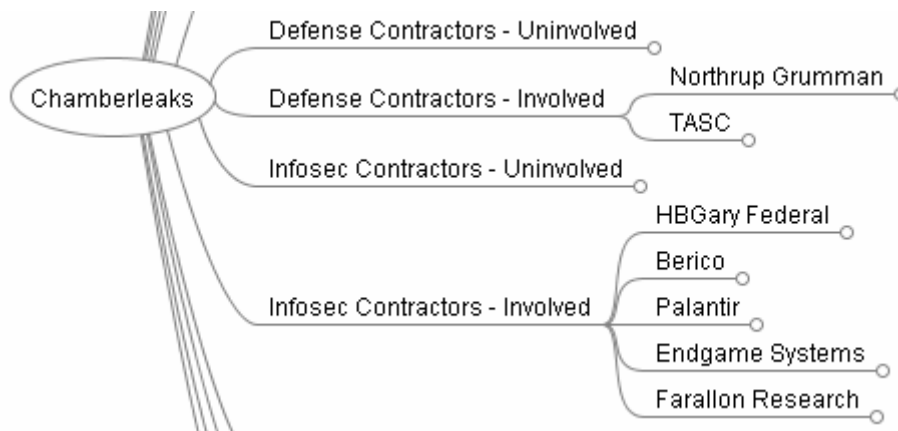 Chamberleaks
Defense Contractors - Uninvolved
Defense Contractors - Involved
Northrup Grumman
TASC
Infosec Contractors - Uninvolved
Infosec Contractors - Involved
HBGary Federal
Berico
Palantir
Endgame Systems
Farallon Research